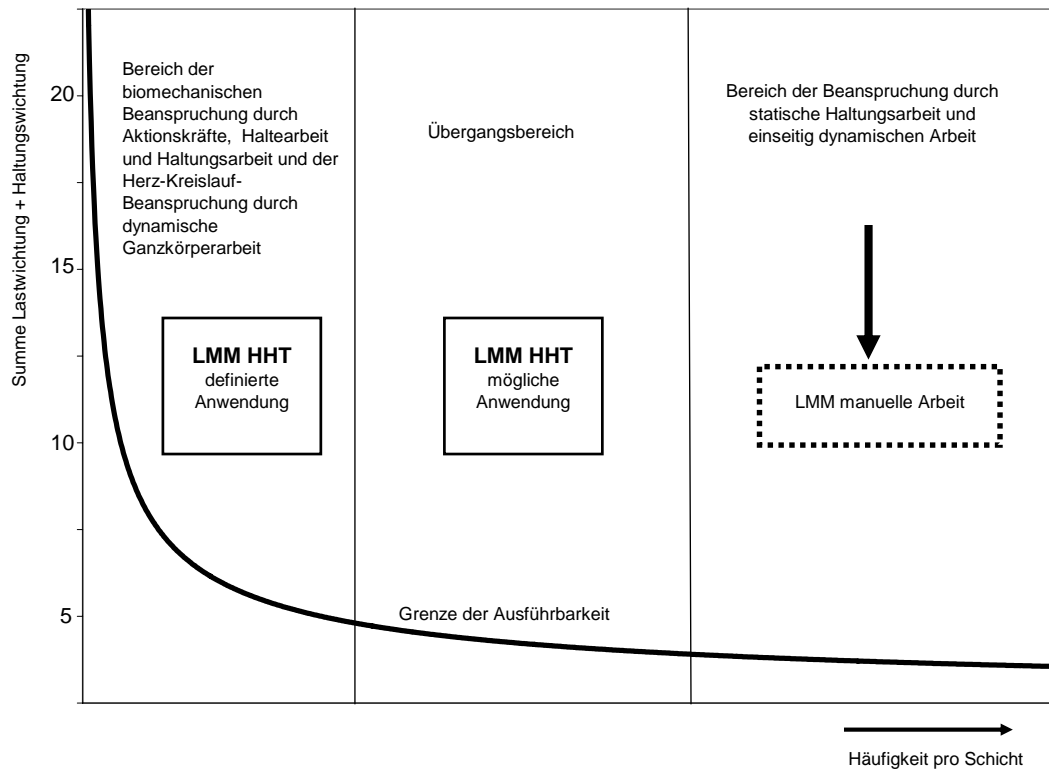 Summe Lastwichtung + Haltungswichtung
20
15
10
5
Bereich der
biomechanischen
Beanspruchung durch
Aktionskräfte, Haltearbeit
und Haltungsarbeit und der
Herz-Kreislauf-
Beanspruchung durch
dynamische
Ganzkörperarbeit
Übergangsbereich
Bereich der Beanspruchung durch
statische Haltungsarbeit und
einseitig dynamischen Arbeit
LMM HHT
definierte
Anwendung
LMM HHT
mögliche
Anwendung
LMM manuelle Arbeit
Grenze der Ausführbarkeit
Häufigkeit pro Schicht